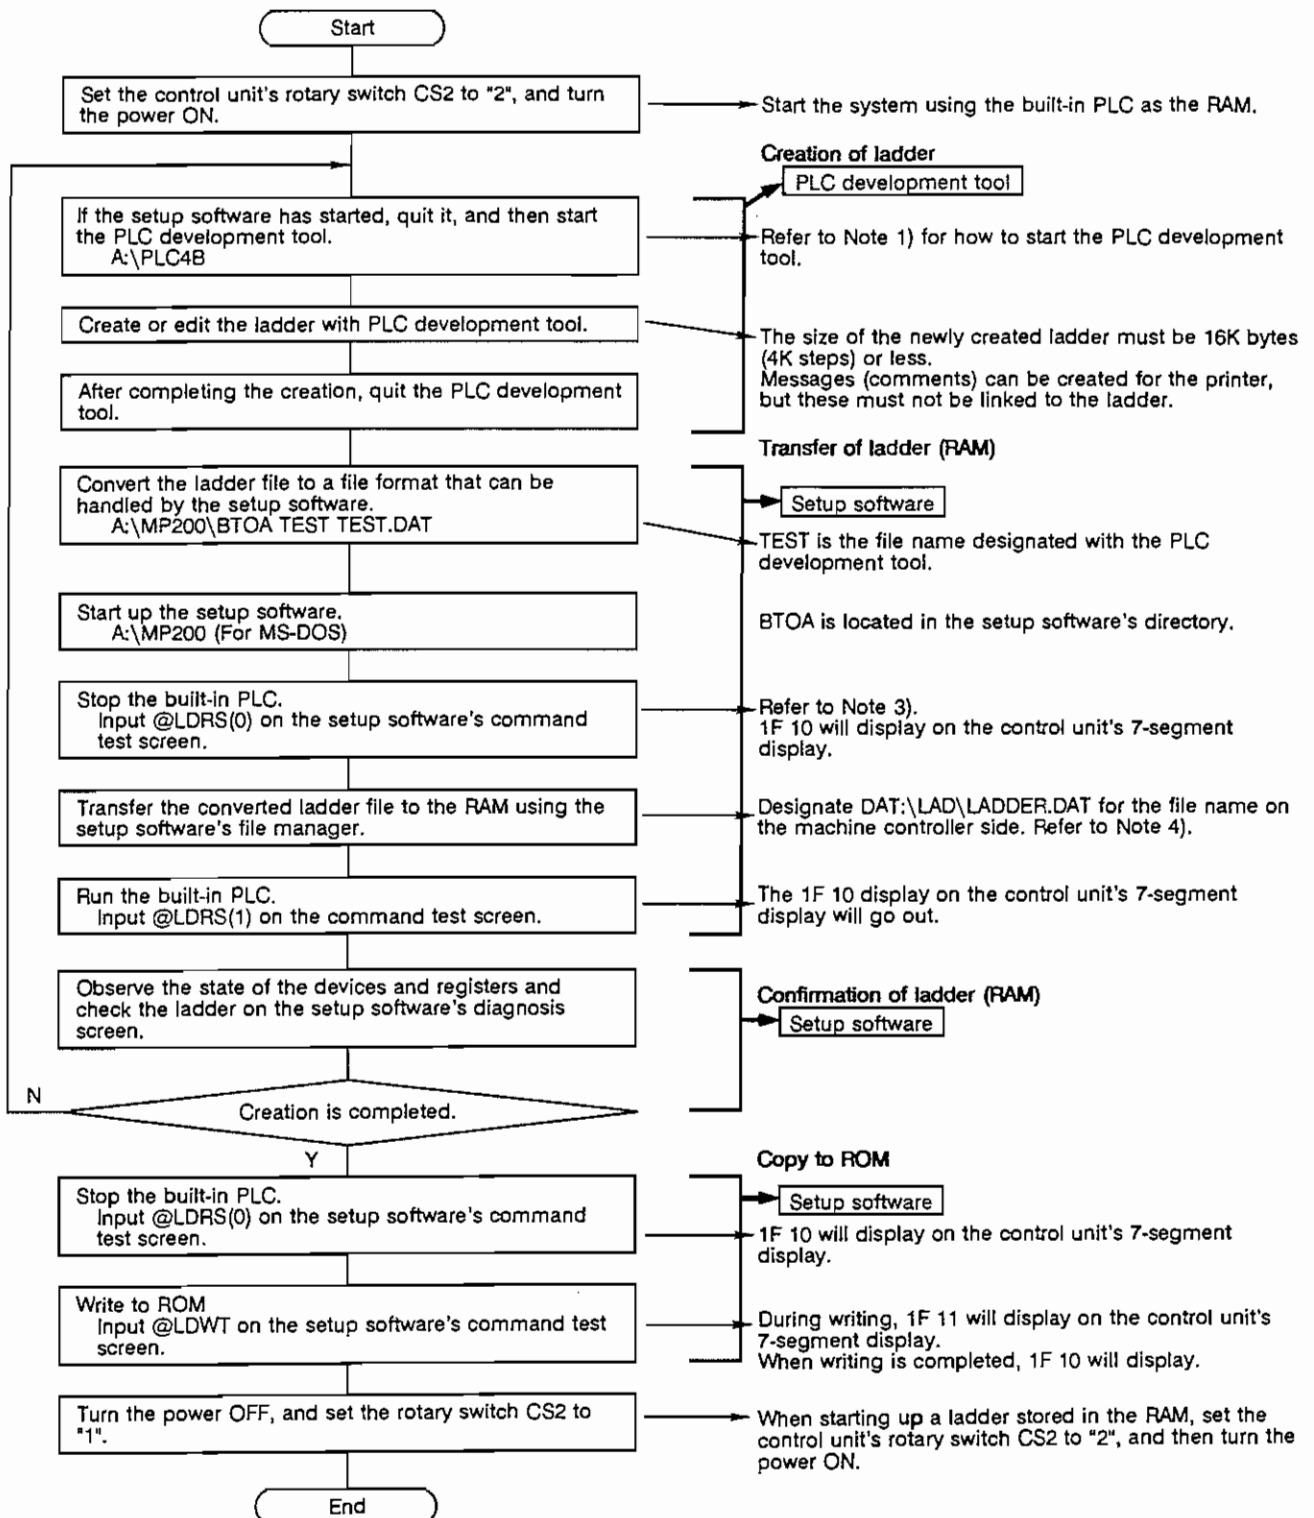 Start
Set the control unit's rotary switch CS2 to "2", and turn
the power ON.
Start the system using the built-in PLC as the RAM.
Creation of ladder
PLC development tool
If the setup software has started, quit it, and then start
the PLC development tool.
A:\PLC4B
Refer to Note 1) for how to start the PLC development
tool.
Create or edit the ladder with PLC development tool.
The size of the newly created ladder must be 16K bytes
(4K steps) or less.
Messages (comments) can be created for the printer,
but these must not be linked to the ladder.
After completing the creation, quit the PLC development
tool.
Transfer of ladder (RAM)
Setup software
Convert the ladder file to a file format that can be
handled by the setup software.
A:\MP200\BTOA TEST TEST.DAT
TEST is the file name designated with the PLC
development tool.
Start up the setup software.
A:\MP200 (For MS-DOS)
BTOA is located in the setup software's directory.
Stop the built-in PLC.
Input @LDRS(0) on the setup software's command
test screen.
Refer to Note 3).
1F 10 will display on the control unit's 7-segment
display.
Transfer the converted ladder file to the RAM using the
setup software's file manager.
Designate DAT:\LAD\LADDER.DAT for the file name on
the machine controller side. Refer to Note 4).
Run the built-in PLC.
Input @LDRS(1) on the command test screen.
The 1F 10 display on the control unit's 7-segment
display will go out.
Observe the state of the devices and registers and
check the ladder on the setup software's diagnosis
screen.
Confirmation of ladder (RAM)
Setup software
N
Creation is completed.
Y
Copy to ROM
Setup software
Stop the built-in PLC.
Input @LDRS(0) on the setup software's command
test screen.
1F 10 will display on the control unit's 7-segment
display.
Write to ROM
Input @LDWT on the setup software's command test
screen.
During writing, 1F 11 will display on the control unit's
7-segment display.
When writing is completed, 1F 10 will display.
Turn the power OFF, and set the rotary switch CS2 to
"1".
When starting up a ladder stored in the RAM, set the
control unit's rotary switch CS2 to "2", and then turn the
power ON.
End